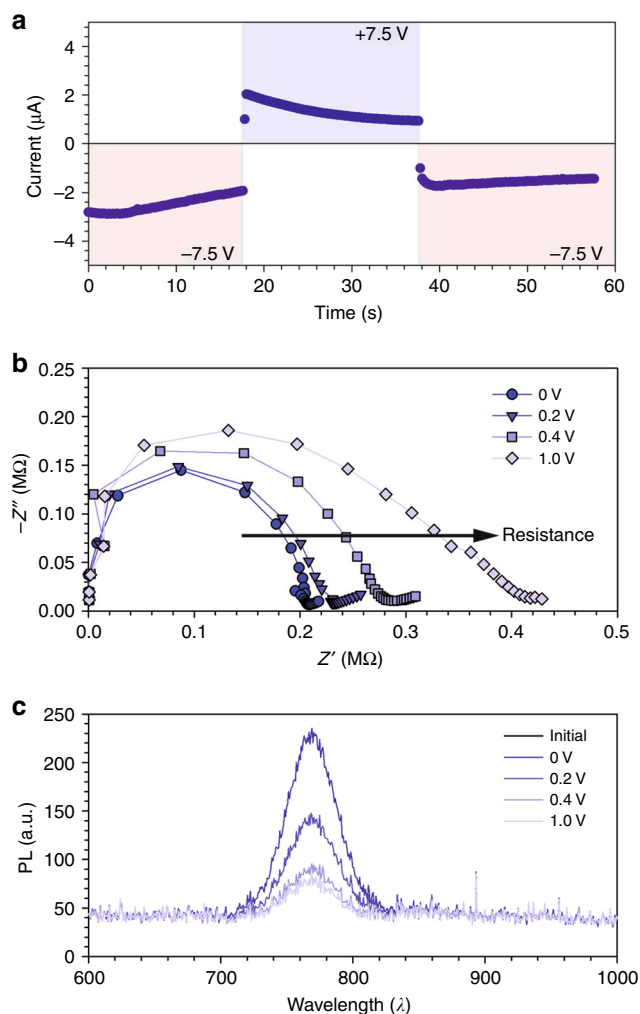 a
+7.5 V
4
2
0
−2
−4
Current (μA)
−7.5 V
−7.5 V
0 10 20 30 40 50 60
Time (s)
b
0.25
0.20
0.15
0.10
0.05
0.00
−Z″ (MΩ)
0 V
0.2 V
0.4 V
1.0 V
Resistance
0.0 0.1 0.2 0.3 0.4 0.5
Z′ (MΩ)
c
250
200
150
100
50
0
PL (a.u.)
Initial
0 V
0.2 V
0.4 V
1.0 V
600 700 800 900 1000
Wavelength (λ)